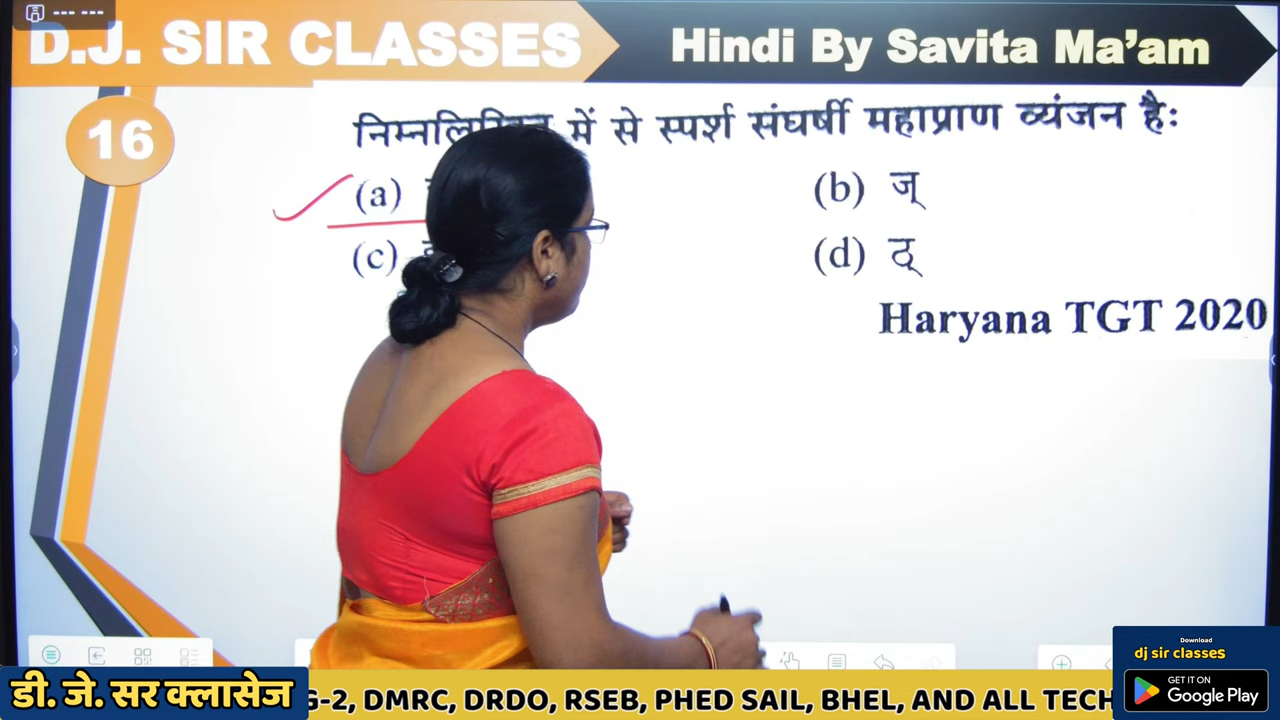 D.J. SIR CLASSES
Hindi By Savita Ma’am
16
में से स्पर्श संघर्षी महाप्राण व्यंजन है:
(a)
(b) ज्
(c)
(d) ठ्
Haryana TGT 2020
Download
dj sir classes
GET IT ON
Google Play
डी. जे. सर क्लासेज
G-2, DMRC, DRDO, RSEB, PHED SAIL, BHEL, AND ALL TECH